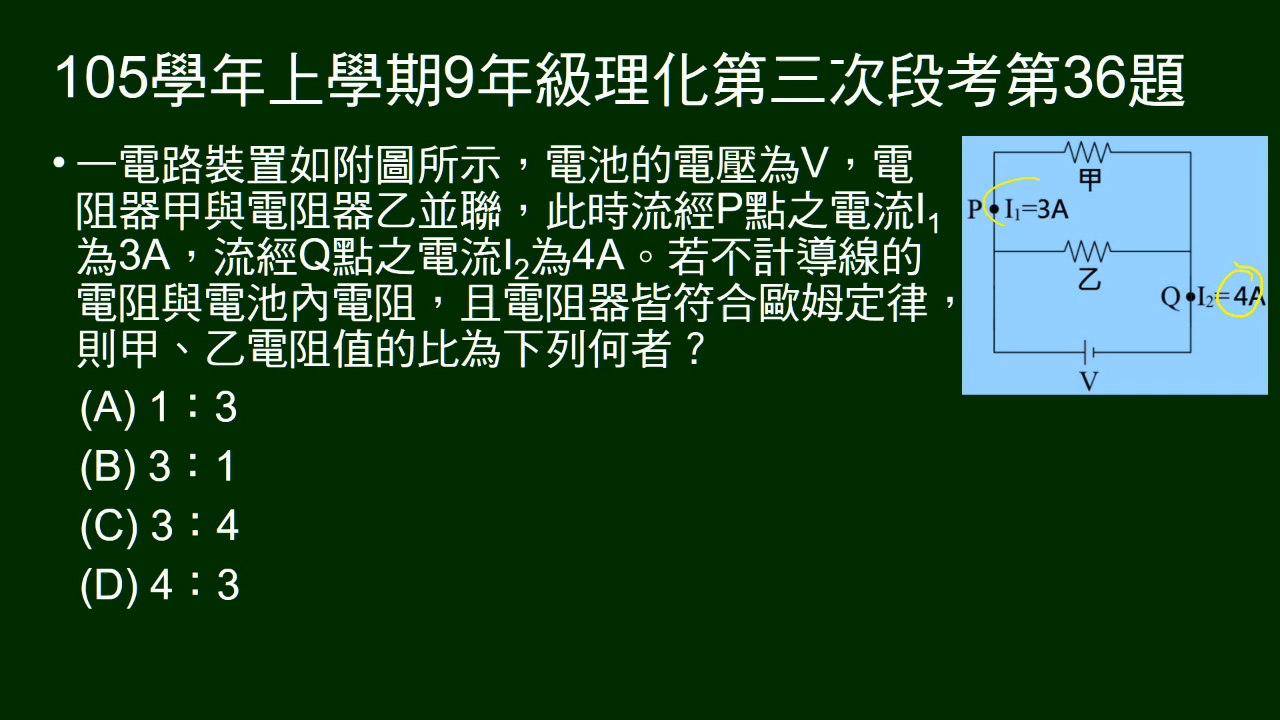 105學年上學期9年級理化第三次段考第36題
• 一電路裝置如附圖所示，電池的電壓為V，電
阻器甲與電阻器乙並聯，此時流經P點之電流I₁
為3A，流經Q點之電流I₂為4A。若不計導線的
電阻與電池內電阻，且電阻器皆符合歐姆定律，
則甲、乙電阻值的比為下列何者？
(A) 1：3
(B) 3：1
(C) 3：4
(D) 4：3
甲
P I₁=3A
乙
Q I₂=4A
V